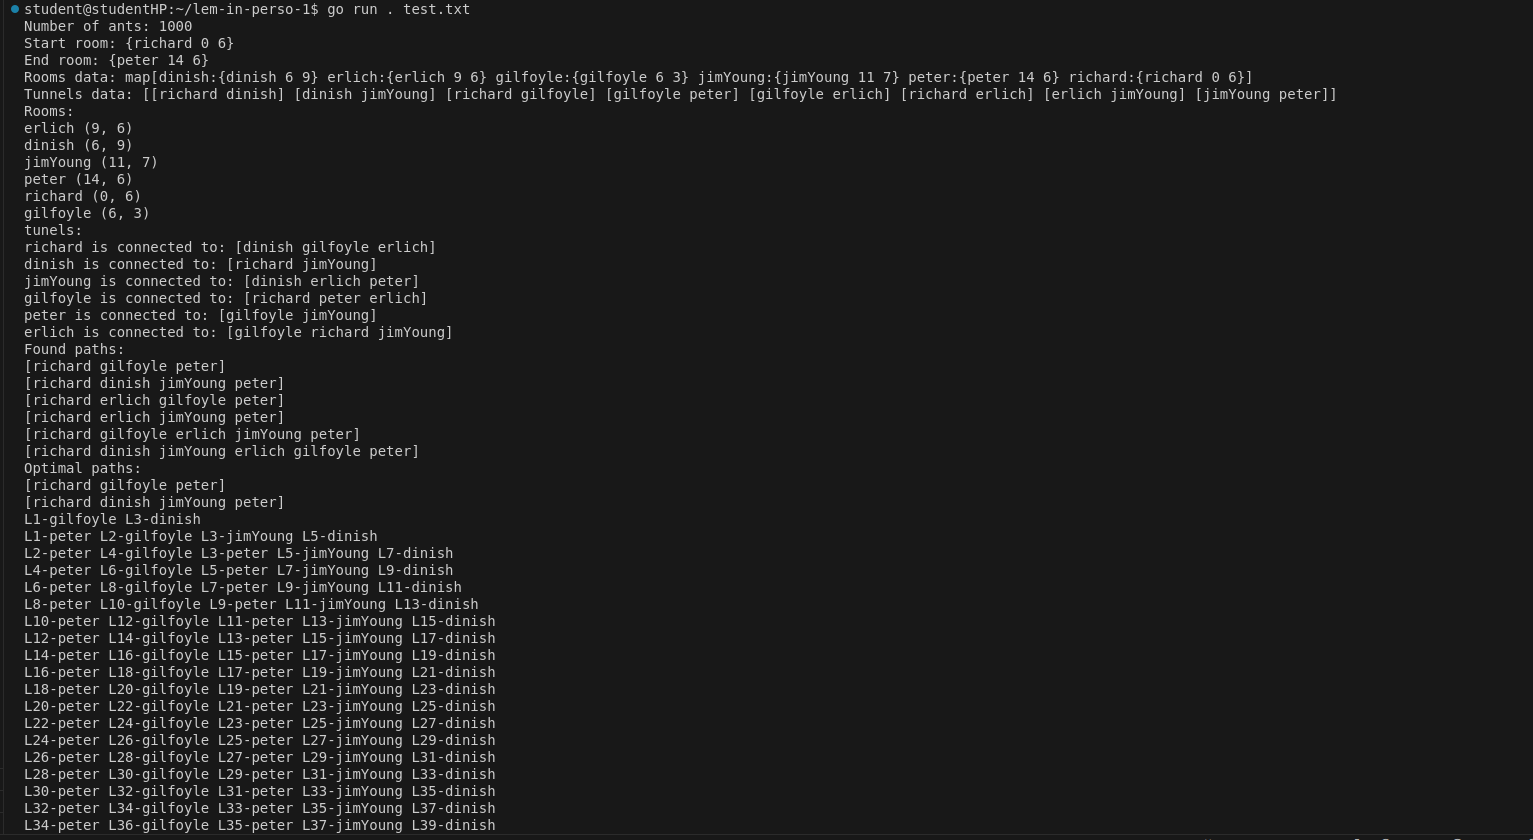 student@studentHP:~/lem-in-perso-1$ go run . test.txt
Number of ants: 1000
Start room: {richard 0 6}
End room: {peter 14 6}
Rooms data: map[dinish:{dinish 6 9} erlich:{erlich 9 6} gilfoyle:{gilfoyle 6 3} jimYoung:{jimYoung 11 7} peter:{peter 14 6} richard:{richard 0 6}]
Tunnels data: [[richard dinish] [dinish jimYoung] [richard gilfoyle] [gilfoyle peter] [gilfoyle erlich] [richard erlich] [erlich jimYoung] [jimYoung peter]]
Rooms:
erlich (9, 6)
dinish (6, 9)
jimYoung (11, 7)
peter (14, 6)
richard (0, 6)
gilfoyle (6, 3)
tunels:
richard is connected to: [dinish gilfoyle erlich]
dinish is connected to: [richard jimYoung]
jimYoung is connected to: [dinish erlich peter]
gilfoyle is connected to: [richard peter erlich]
peter is connected to: [gilfoyle jimYoung]
erlich is connected to: [gilfoyle richard jimYoung]
Found paths:
[richard gilfoyle peter]
[richard dinish jimYoung peter]
[richard erlich gilfoyle peter]
[richard erlich jimYoung peter]
[richard gilfoyle erlich jimYoung peter]
[richard dinish jimYoung erlich gilfoyle peter]
Optimal paths:
[richard gilfoyle peter]
[richard dinish jimYoung peter]
L1-gilfoyle L3-dinish
L1-peter L2-gilfoyle L3-jimYoung L5-dinish
L2-peter L4-gilfoyle L3-peter L5-jimYoung L7-dinish
L4-peter L6-gilfoyle L5-peter L7-jimYoung L9-dinish
L6-peter L8-gilfoyle L7-peter L9-jimYoung L11-dinish
L8-peter L10-gilfoyle L9-peter L11-jimYoung L13-dinish
L10-peter L12-gilfoyle L11-peter L13-jimYoung L15-dinish
L12-peter L14-gilfoyle L13-peter L15-jimYoung L17-dinish
L14-peter L16-gilfoyle L15-peter L17-jimYoung L19-dinish
L16-peter L18-gilfoyle L17-peter L19-jimYoung L21-dinish
L18-peter L20-gilfoyle L19-peter L21-jimYoung L23-dinish
L20-peter L22-gilfoyle L21-peter L23-jimYoung L25-dinish
L22-peter L24-gilfoyle L23-peter L25-jimYoung L27-dinish
L24-peter L26-gilfoyle L25-peter L27-jimYoung L29-dinish
L26-peter L28-gilfoyle L27-peter L29-jimYoung L31-dinish
L28-peter L30-gilfoyle L29-peter L31-jimYoung L33-dinish
L30-peter L32-gilfoyle L31-peter L33-jimYoung L35-dinish
L32-peter L34-gilfoyle L33-peter L35-jimYoung L37-dinish
L34-peter L36-gilfoyle L35-peter L37-jimYoung L39-dinish